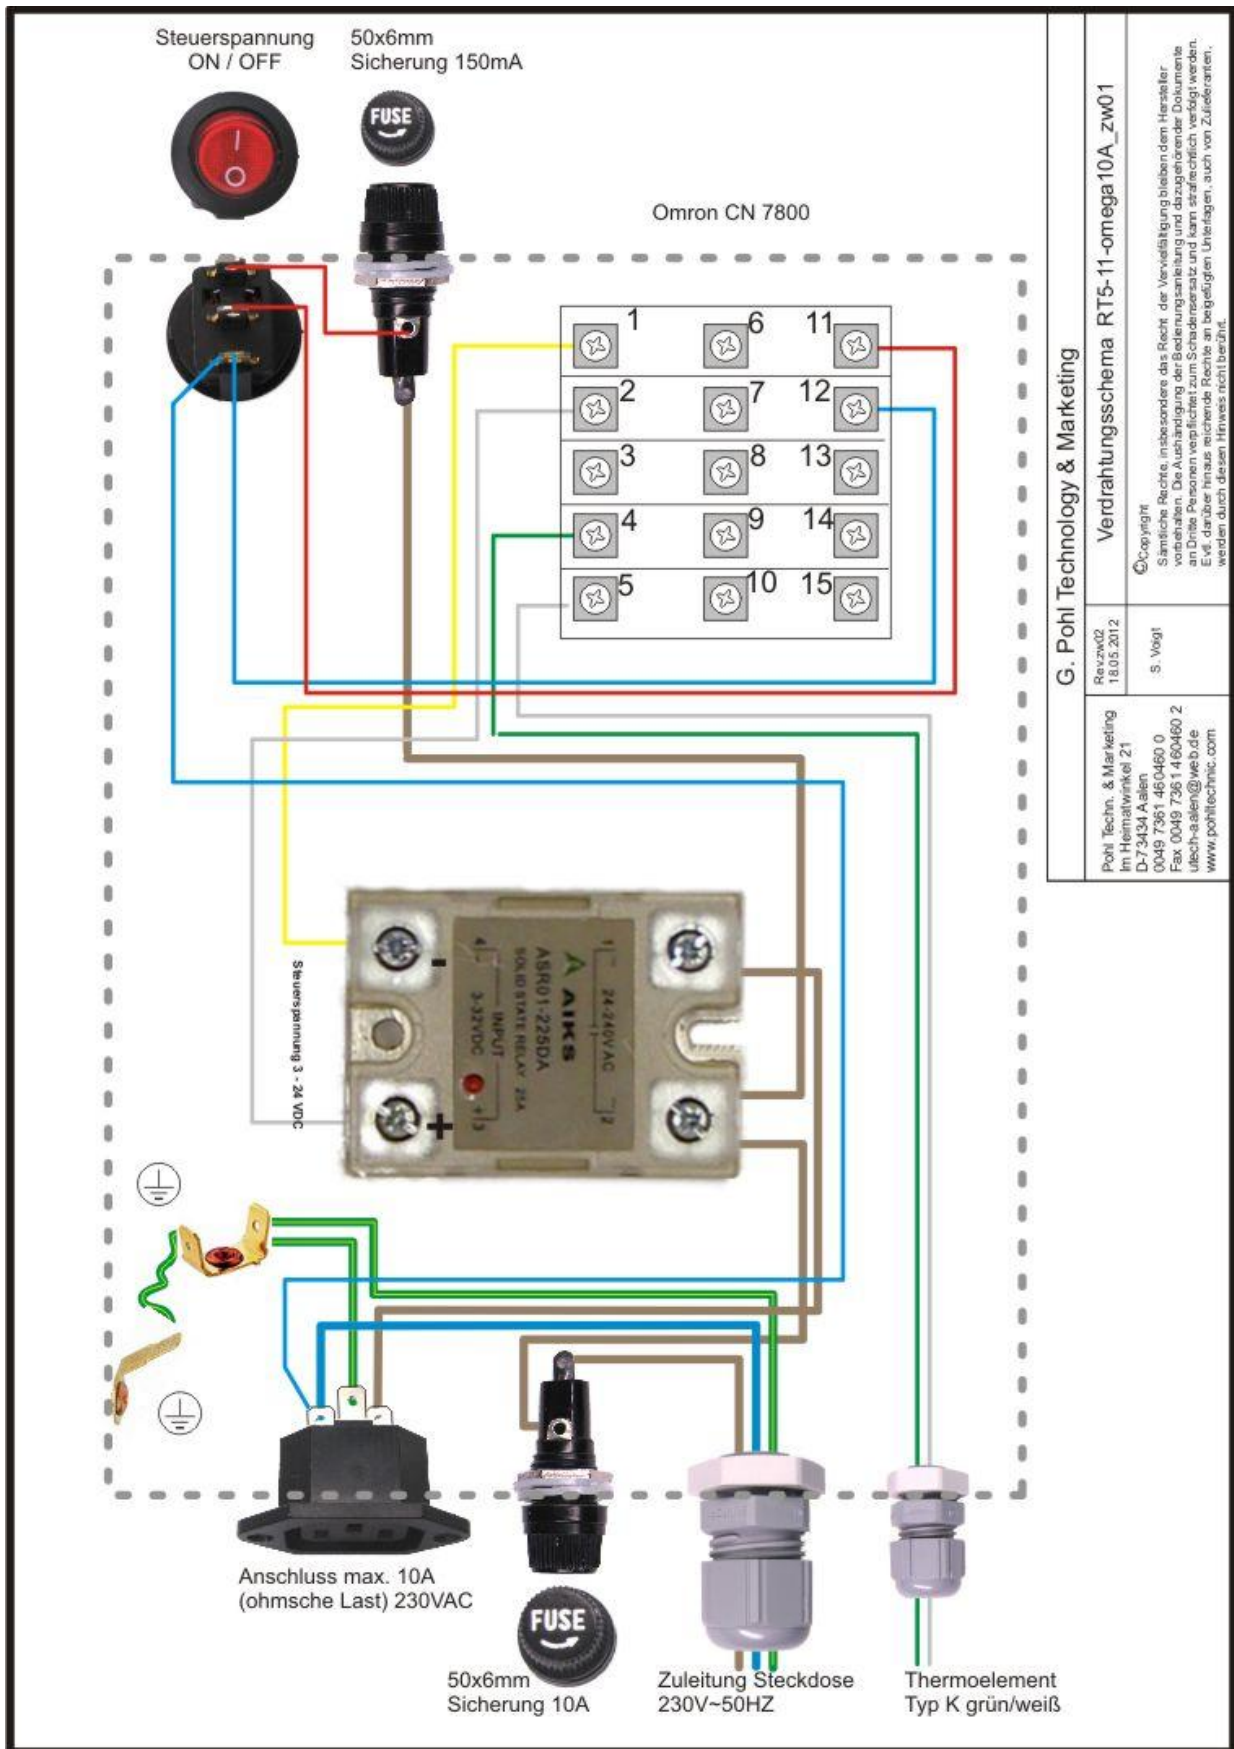 Steuerspannung
ON / OFF
50x6mm
Sicherung 150mA
FUSE
Omron CN 7800
1
6
11
2
7
12
3
8
13
4
9
14
5
10
15
Steuerspannung 3 - 24 VDC
-
+
1
24-240VAC
2
AIKS
ASR01-225DA
SOLID STATE RELAY 25A
4
INPUT
3-32VDC
+
3
Anschluss max. 10A
(ohmsche Last) 230VAC
FUSE
50x6mm
Sicherung 10A
Zuleitung Steckdose
230V~50HZ
Thermoelement
Typ K grün/weiß
G. Pohl Technology & Marketing
Verdrahtungsschema RT5-11-omega10A_zw01
©Copyright
Sämtliche Rechte, insbesondere das Recht der Vervielfältigung bleiben dem Hersteller
vorbehalten. Die Aushändigung der Bedienungsanleitung und dazugehörender Dokumente
an Dritte Personen verpflichtet zum Schadensersatz und kann strafrechtlich verfolgt werden.
Evtl. darüber hinaus reichende Rechte an beigefügten Unterlagen, auch von Zulieferanten,
werden durch diesen Hinweis nicht berührt.
Rev.zw02
18.05.2012
S. Voigt
Pohl Techn. & Marketing
Im Heimatwinkel 21
D-73434 Aalen
0049 7361 460460 0
Fax 0049 7361 460460 2
utech-aalen@web.de
www.pohltechnic.com